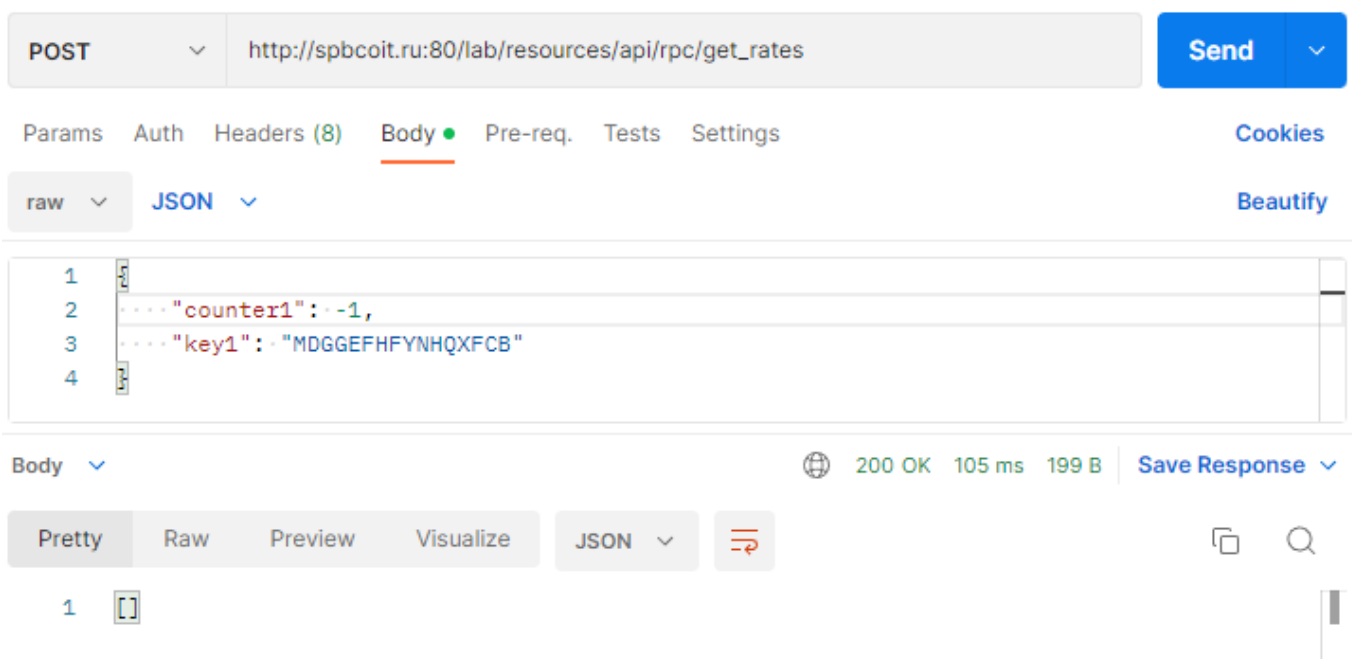 POST http://spbcoit.ru:80/lab/resources/api/rpc/get_rates Send
Params Auth Headers (8) Body Pre-req. Tests Settings Cookies
raw JSON Beautify
1 {
2 "counter1": -1,
3 "key1": "MDGGEFHFYNHQXFCB"
4 }
Body 200 OK 105 ms 199 B Save Response
Pretty Raw Preview Visualize JSON
1 []